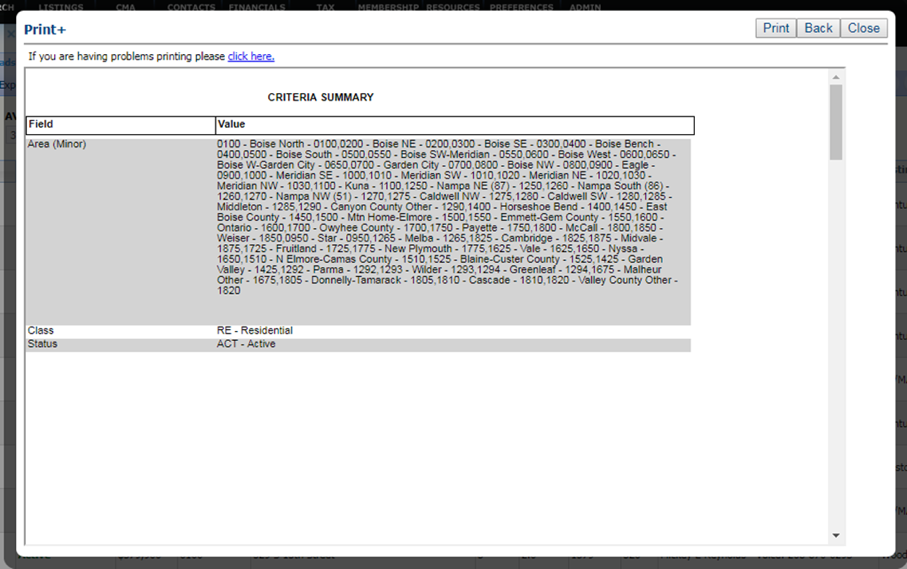 RCH LISTINGS CMA CONTACTS FINANCIALS TAX MEMBERSHIP RESOURCES PREFERENCES ADMIN
Print+
Print Back Close
If you are having problems printing please click here.
CRITERIA SUMMARY
Field Value
Area (Minor) 0100 - Boise North - 0100,0200 - Boise NE - 0200,0300 - Boise SE - 0300,0400 - Boise Bench -
0400,0500 - Boise South - 0500,0550 - Boise SW-Meridian - 0550,0600 - Boise West - 0600,0650 -
Boise W-Garden City - 0650,0700 - Garden City - 0700,0800 - Boise NW - 0800,0900 - Eagle -
0900,1000 - Meridian SE - 1000,1010 - Meridian SW - 1010,1020 - Meridian NE - 1020,1030 -
Meridian NW - 1030,1100 - Kuna - 1100,1250 - Nampa NE (87) - 1250,1260 - Nampa South (86) -
1260,1270 - Nampa NW (51) - 1270,1275 - Caldwell NW - 1275,1280 - Caldwell SW - 1280,1285 -
Middleton - 1285,1290 - Canyon County Other - 1290,1400 - Horseshoe Bend - 1400,1450 - East
Boise County - 1450,1500 - Mtn Home-Elmore - 1500,1550 - Emmett-Gem County - 1550,1600 -
Ontario - 1600,1700 - Owyhee County - 1700,1750 - Payette - 1750,1800 - McCall - 1800,1850 -
Weiser - 1850,0950 - Star - 0950,1265 - Melba - 1265,1825 - Cambridge - 1825,1875 - Midvale -
1875,1725 - Fruitland - 1725,1775 - New Plymouth - 1775,1625 - Vale - 1625,1650 - Nyssa -
1650,1510 - N Elmore-Camas County - 1510,1525 - Blaine-Custer County - 1525,1425 - Garden
Valley - 1425,1292 - Parma - 1292,1293 - Wilder - 1293,1294 - Greenleaf - 1294,1675 - Malheur
Other - 1675,1805 - Donnelly-Tamarack - 1805,1810 - Cascade - 1810,1820 - Valley County Other -
1820
Class RE - Residential
Status ACT - Active